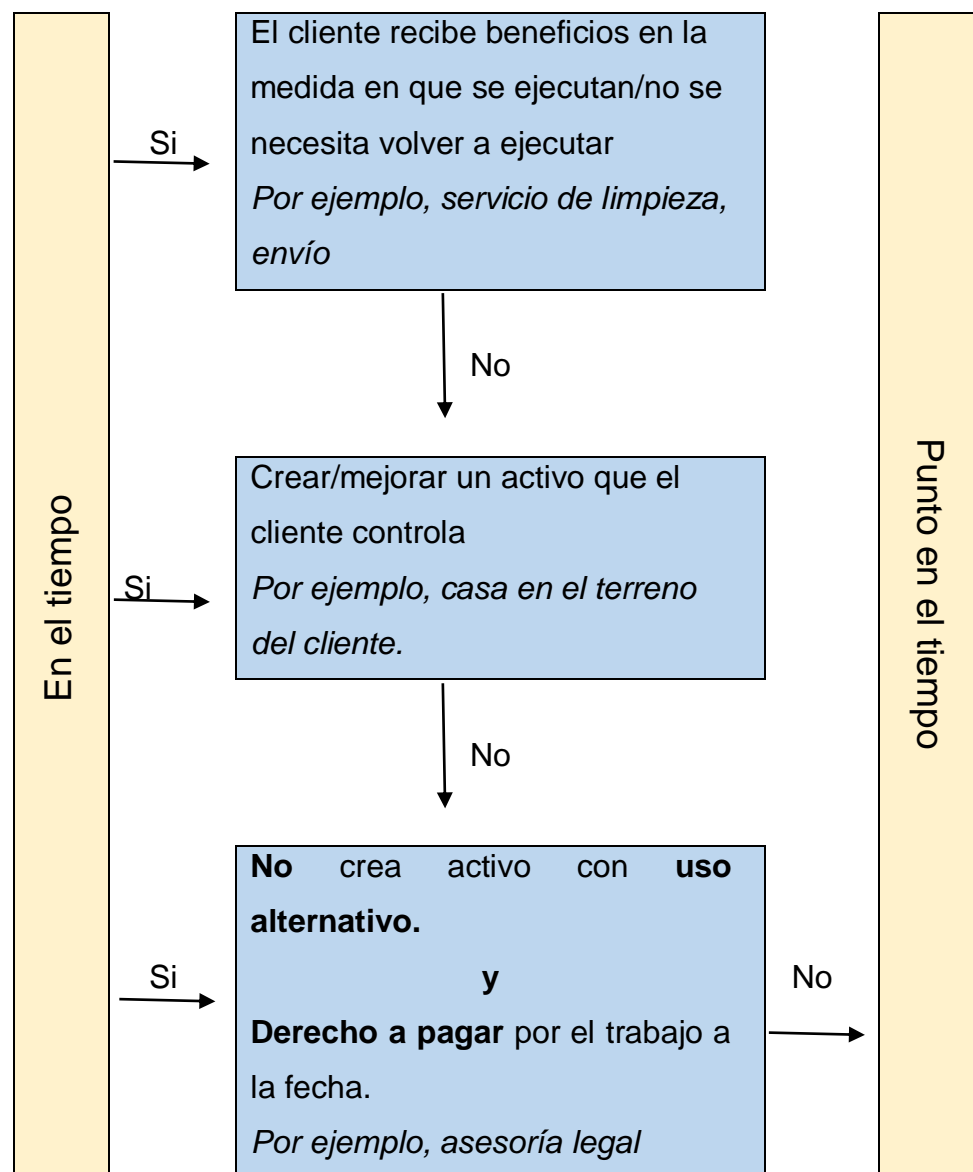 El cliente recibe beneficios en la
medida en que se ejecutan/no se
necesita volver a ejecutar
Por ejemplo, servicio de limpieza,
envío
Si
No
Crear/mejorar un activo que el
cliente controla
Por ejemplo, casa en el terreno
del cliente.
Si
No
No crea activo con uso
alternativo.
y
Derecho a pagar por el trabajo a
la fecha.
Por ejemplo, asesoría legal
Si
No
En el tiempo
Punto en el tiempo